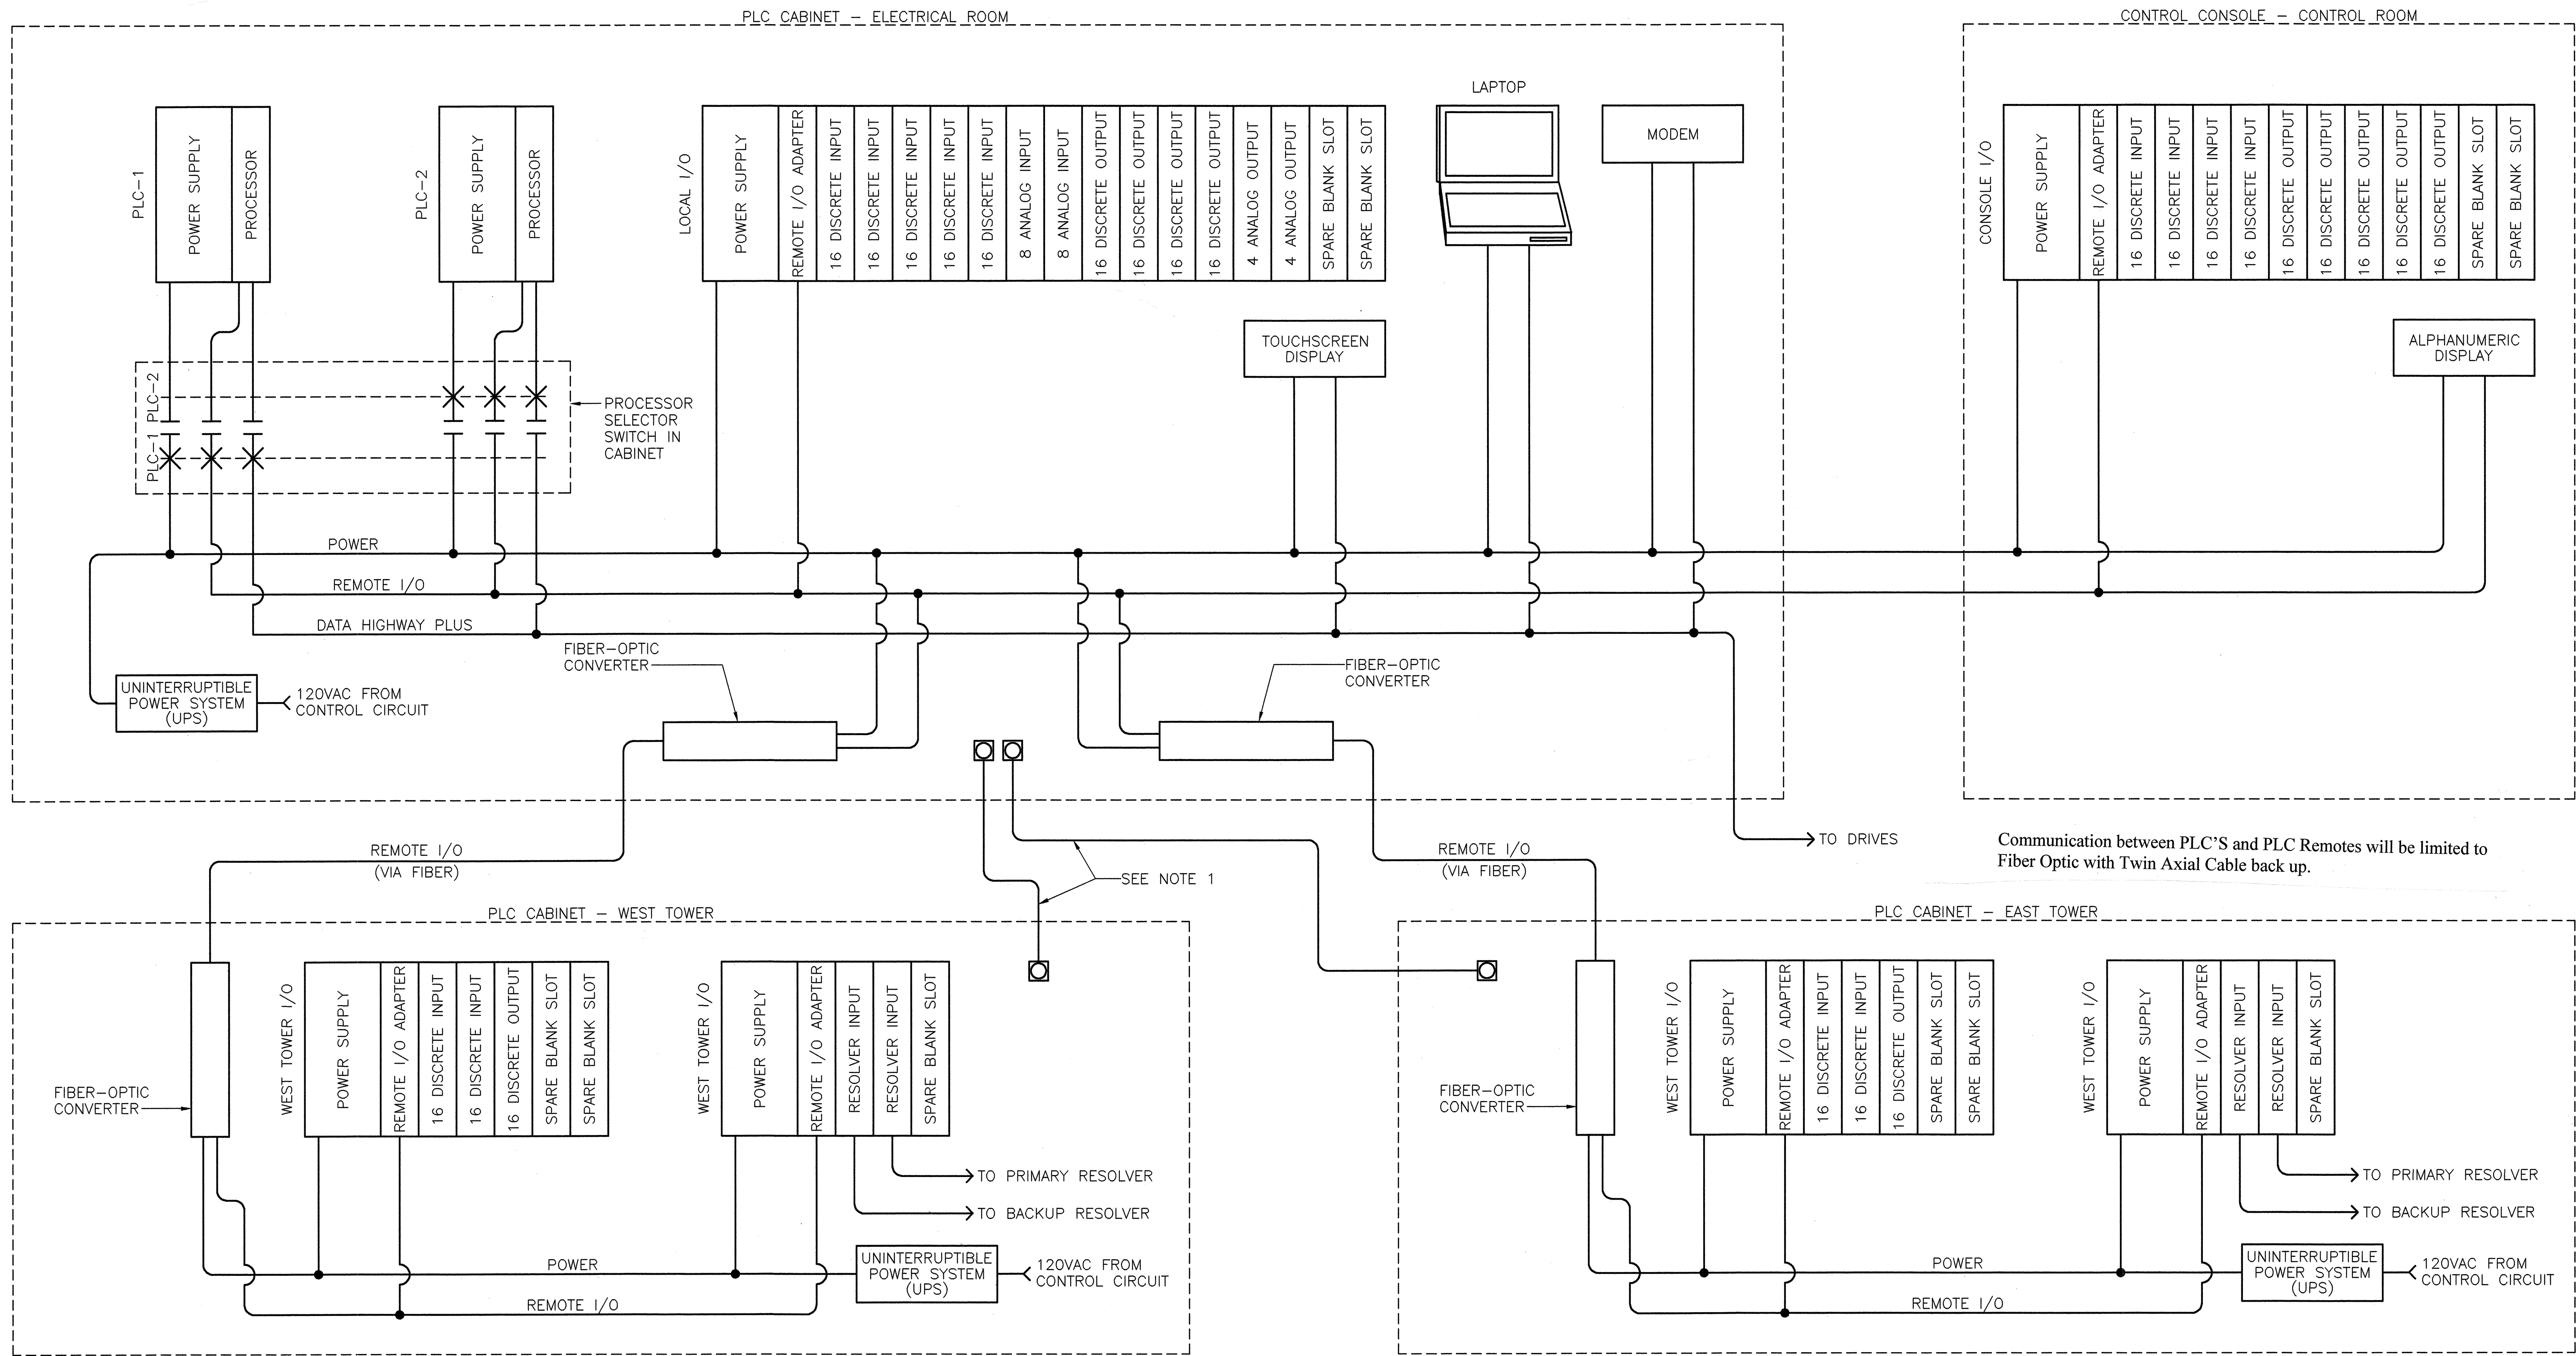 PLC CABINET – ELECTRICAL ROOM
CONTROL CONSOLE – CONTROL ROOM
PLC-1
POWER SUPPLY
PROCESSOR
PLC-2
POWER SUPPLY
PROCESSOR
LOCAL I/O
POWER SUPPLY
REMOTE I/O ADAPTER
16 DISCRETE INPUT
16 DISCRETE INPUT
16 DISCRETE INPUT
16 DISCRETE INPUT
16 DISCRETE INPUT
8 ANALOG INPUT
8 ANALOG INPUT
16 DISCRETE OUTPUT
16 DISCRETE OUTPUT
16 DISCRETE OUTPUT
16 DISCRETE OUTPUT
4 ANALOG OUTPUT
4 ANALOG OUTPUT
SPARE BLANK SLOT
SPARE BLANK SLOT
LAPTOP
MODEM
CONSOLE I/O
POWER SUPPLY
REMOTE I/O ADAPTER
16 DISCRETE INPUT
16 DISCRETE INPUT
16 DISCRETE INPUT
16 DISCRETE INPUT
16 DISCRETE OUTPUT
16 DISCRETE OUTPUT
16 DISCRETE OUTPUT
16 DISCRETE OUTPUT
16 DISCRETE OUTPUT
SPARE BLANK SLOT
SPARE BLANK SLOT
TOUCHSCREEN
DISPLAY
ALPHANUMERIC
DISPLAY
PLC-1 PLC-2
PROCESSOR
SELECTOR
SWITCH IN
CABINET
POWER
REMOTE I/O
DATA HIGHWAY PLUS
FIBER-OPTIC
CONVERTER
FIBER-OPTIC
CONVERTER
UNINTERRUPTIBLE
POWER SYSTEM
(UPS)
120VAC FROM
CONTROL CIRCUIT
REMOTE I/O
(VIA FIBER)
SEE NOTE 1
REMOTE I/O
(VIA FIBER)
TO DRIVES
Communication between PLC'S and PLC Remotes will be limited to
Fiber Optic with Twin Axial Cable back up.
PLC CABINET – WEST TOWER
FIBER-OPTIC
CONVERTER
WEST TOWER I/O
POWER SUPPLY
REMOTE I/O ADAPTER
16 DISCRETE INPUT
16 DISCRETE INPUT
16 DISCRETE OUTPUT
SPARE BLANK SLOT
SPARE BLANK SLOT
WEST TOWER I/O
POWER SUPPLY
REMOTE I/O ADAPTER
RESOLVER INPUT
RESOLVER INPUT
SPARE BLANK SLOT
TO PRIMARY RESOLVER
TO BACKUP RESOLVER
POWER
UNINTERRUPTIBLE
POWER SYSTEM
(UPS)
120VAC FROM
CONTROL CIRCUIT
REMOTE I/O
PLC CABINET – EAST TOWER
FIBER-OPTIC
CONVERTER
WEST TOWER I/O
POWER SUPPLY
REMOTE I/O ADAPTER
16 DISCRETE INPUT
16 DISCRETE INPUT
16 DISCRETE OUTPUT
SPARE BLANK SLOT
SPARE BLANK SLOT
WEST TOWER I/O
POWER SUPPLY
REMOTE I/O ADAPTER
RESOLVER INPUT
RESOLVER INPUT
SPARE BLANK SLOT
TO PRIMARY RESOLVER
TO BACKUP RESOLVER
POWER
UNINTERRUPTIBLE
POWER SYSTEM
(UPS)
120VAC FROM
CONTROL CIRCUIT
REMOTE I/O